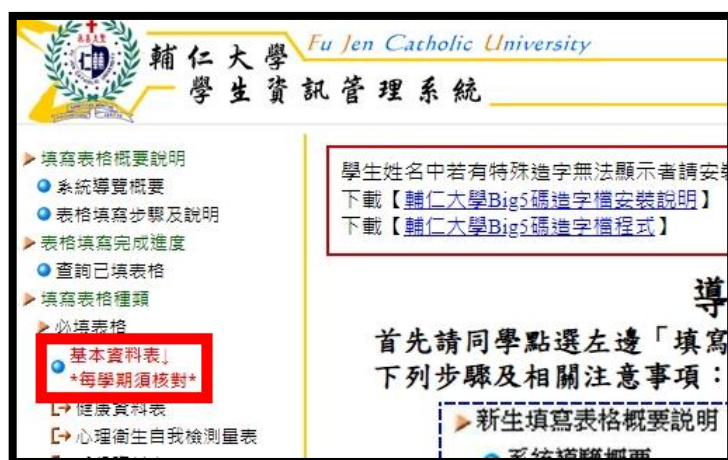 Fu Jen Catholic University
輔仁大學
學生資訊管理系統
填寫表格概要說明
系統導覽概要
表格填寫步驟及說明
表格填寫完成進度
查詢已填表格
填寫表格種類
必填表格
基本資料表↓
*每學期須核對*
健康資料表
心理衛生自我檢測量表
學生姓名中若有特殊造字無法顯示者請安
下載【輔仁大學Big5碼造字檔安裝說明】
下載【輔仁大學Big5碼造字檔程式】
導
首先請同學點選左邊「填寫
下列步驟及相關注意事項：
新生填寫表格概要說明
系統導覽概要